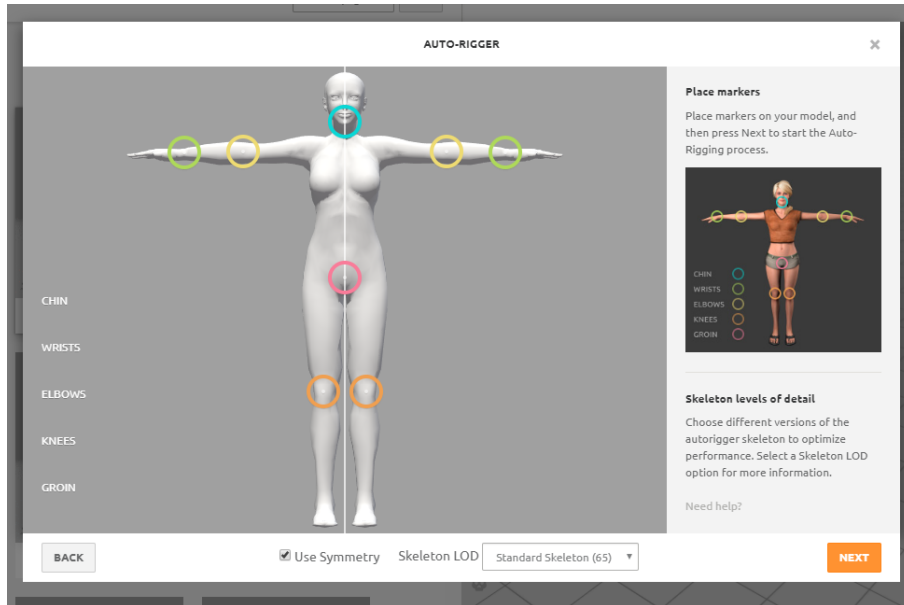 AUTO-RIGGER
×
Place markers
Place markers on your model, and
then press Next to start the Auto-
Rigging process.
CHIN
WRISTS
ELBOWS
KNEES
GROIN
CHIN
WRISTS
ELBOWS
KNEES
GROIN
Skeleton levels of detail
Choose different versions of the
autorigger skeleton to optimize
performance. Select a Skeleton LOD
option for more information.
Need help?
BACK
Use Symmetry
Skeleton LOD
Standard Skeleton (65)
NEXT